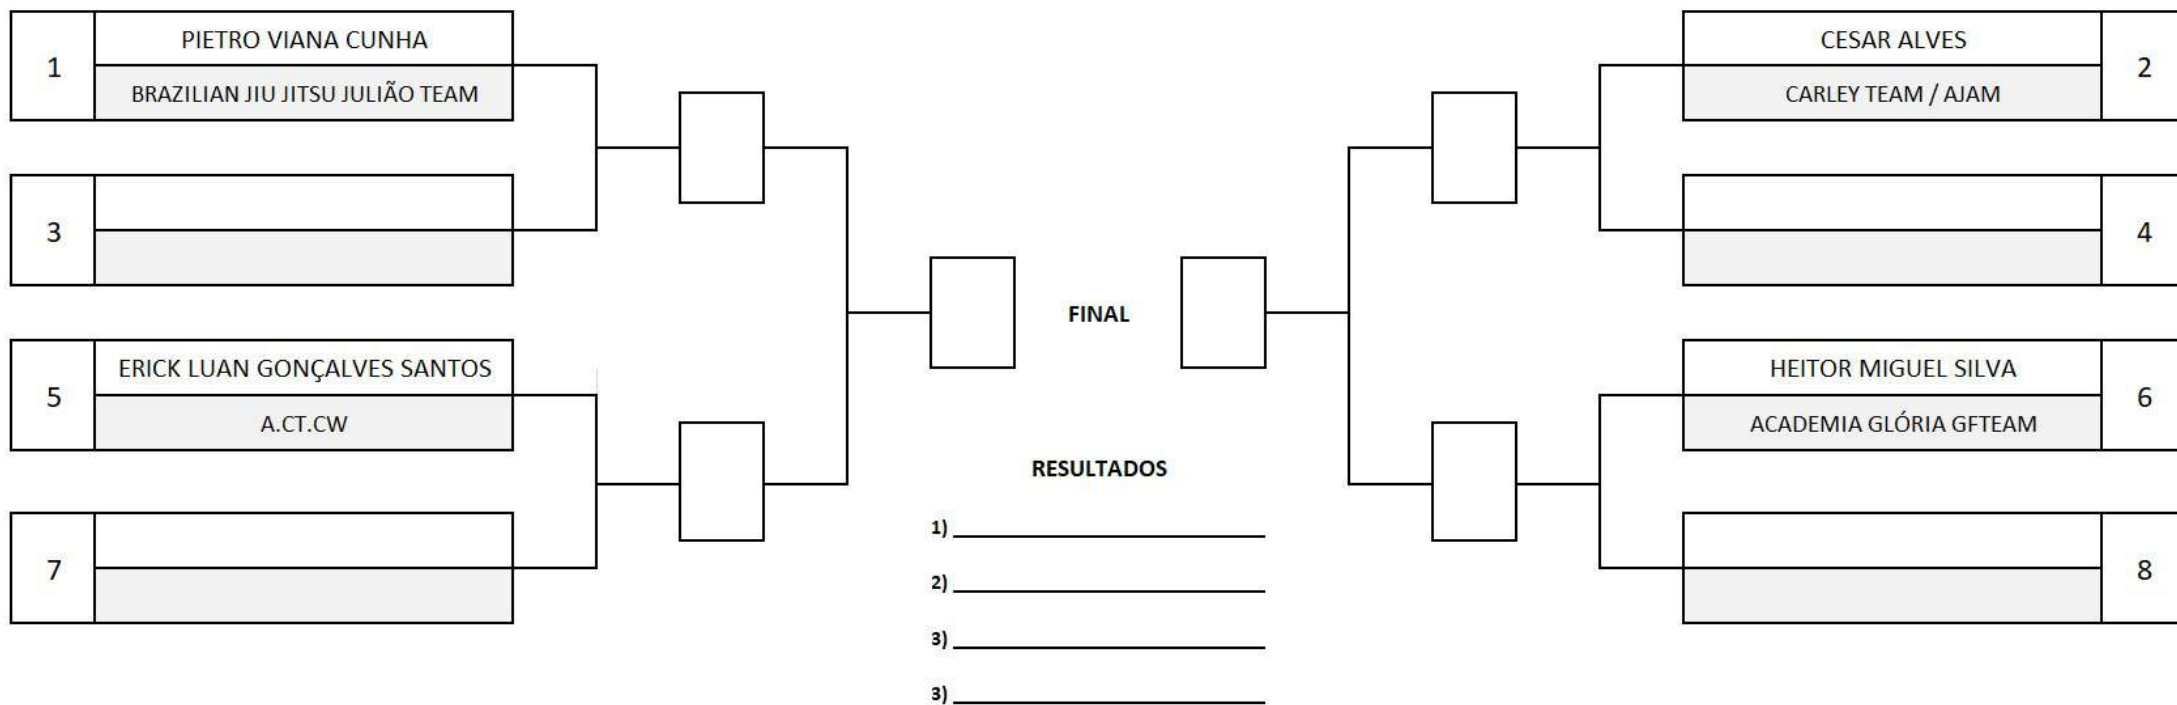 1
PIETRO VIANA CUNHA
BRAZILIAN JIU JITSU JULIÃO TEAM
3
5
ERICK LUAN GONÇALVES SANTOS
A.CT.CW
7
FINAL
RESULTADOS
1)
2)
3)
3)
CESAR ALVES
CARLEY TEAM / AJAM
2
4
HEITOR MIGUEL SILVA
ACADEMIA GLÓRIA GFTEAM
6
8